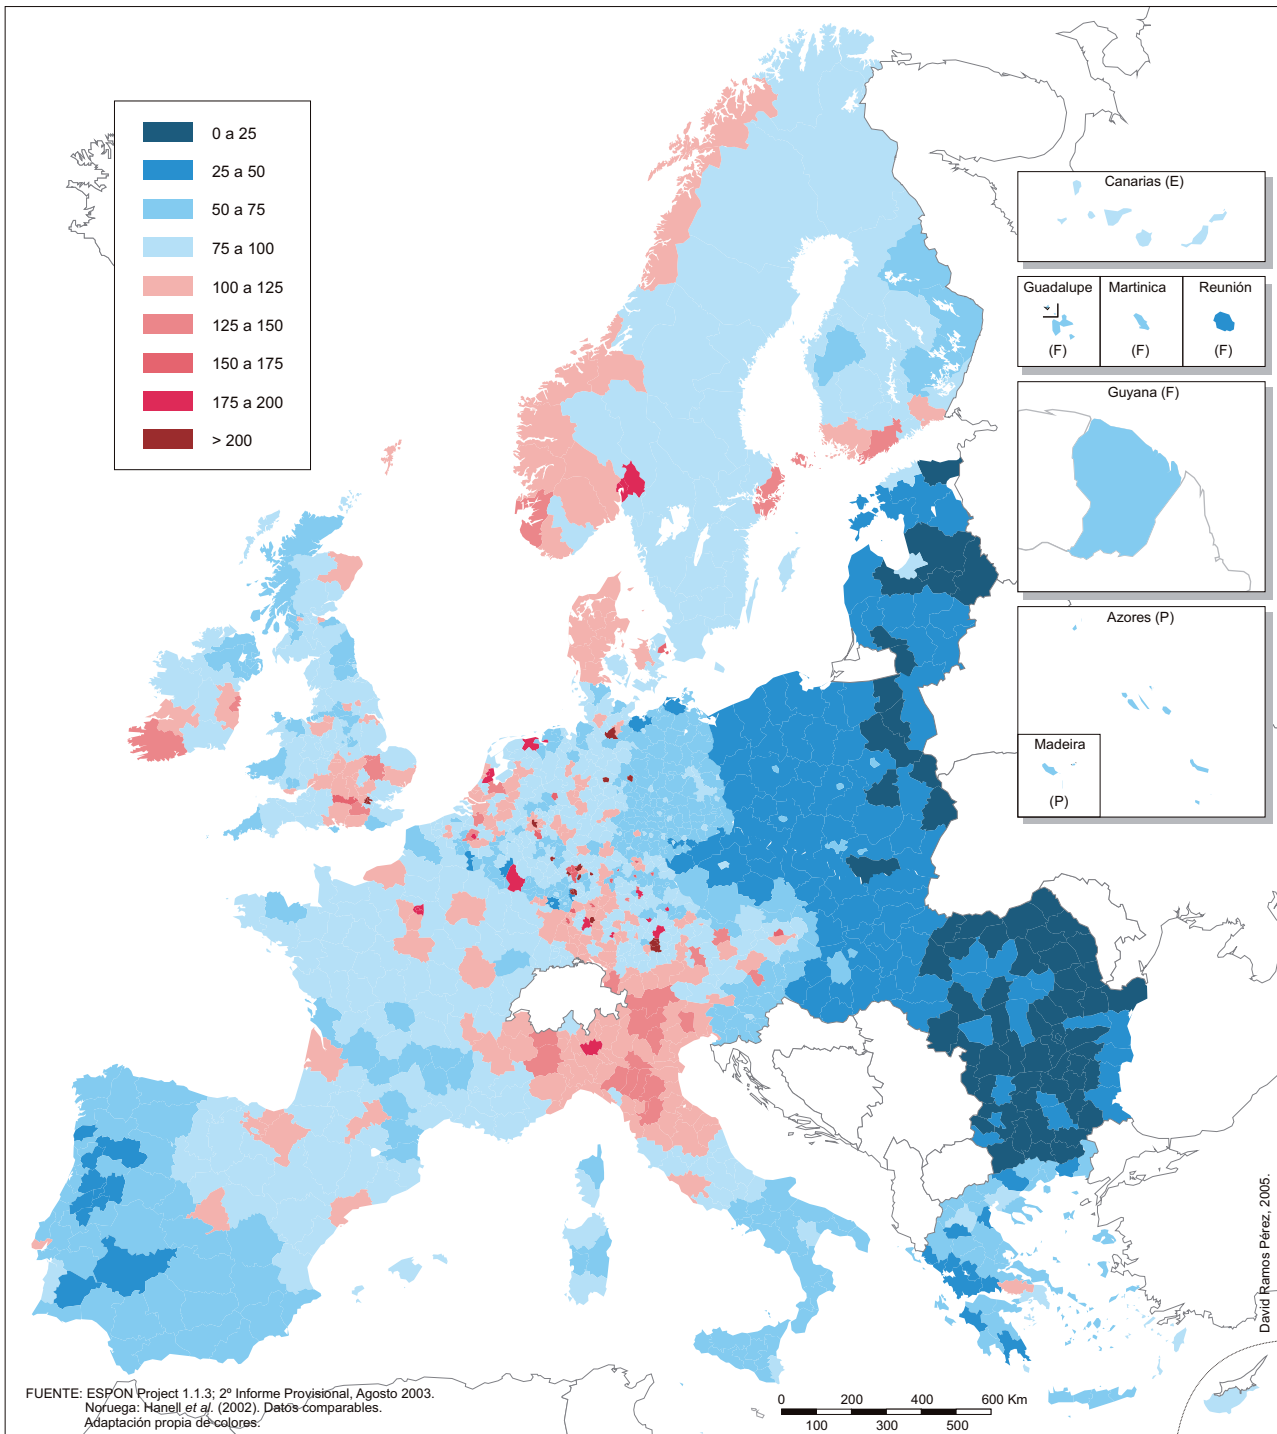 0 a 25
25 a 50
50 a 75
75 a 100
100 a 125
125 a 150
150 a 175
175 a 200
> 200
Canarias (E)
Guadalupe
(F)
Martinica
(F)
Reunión
(F)
Guyana (F)
Azores (P)
Madeira
(P)
David Ramos Pérez, 2005.
FUENTE: ESPON Project 1.1.3; 2º Informe Provisional, Agosto 2003.
Noruega: Hanell et al. (2002). Datos comparables.
Adaptación propia de colores.
0 200 400 600 Km
100 300 500